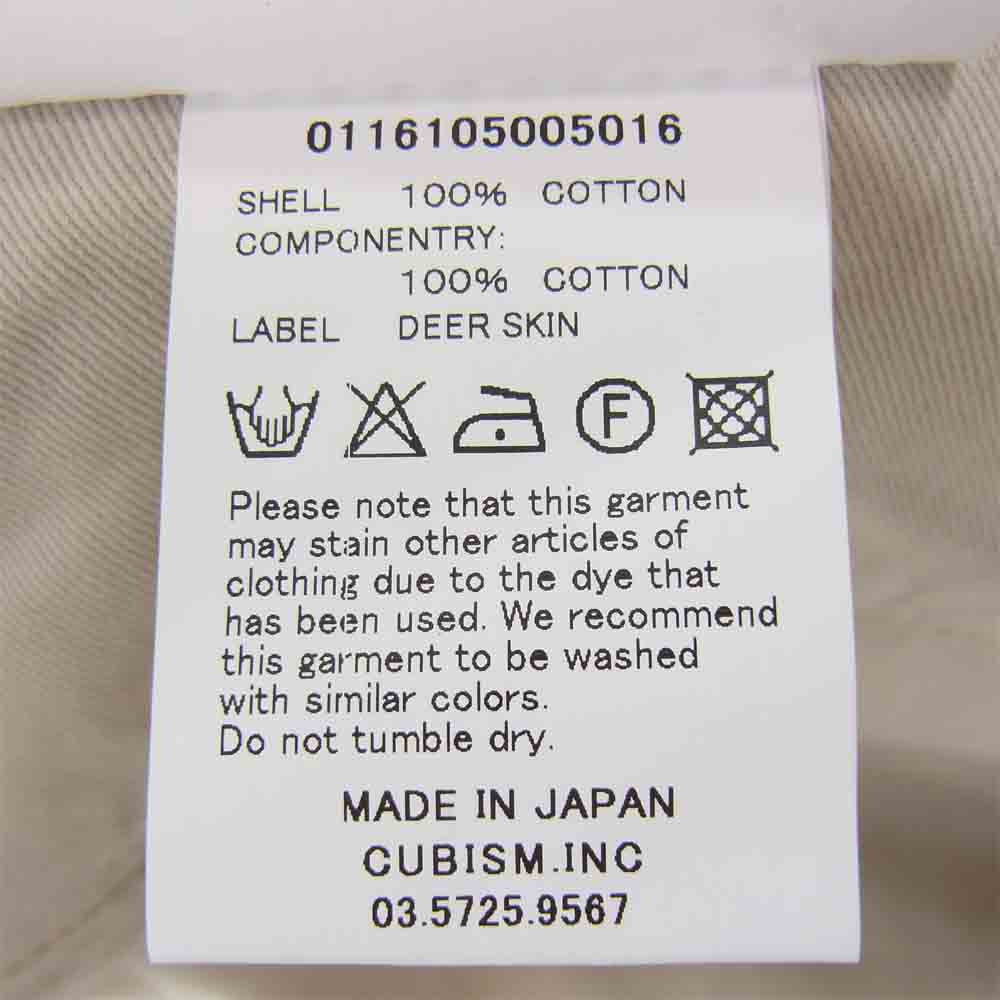 0116105005016
SHELL 100% COTTON
COMPONENTRY:
100% COTTON
LABEL DEER SKIN
F
Please note that this garment
may stain other articles of
clothing due to the dye that
has been used. We recommend
this garment to be washed
with similar colors.
Do not tumble dry.
MADE IN JAPAN
CUBISM.INC
03.5725.9567